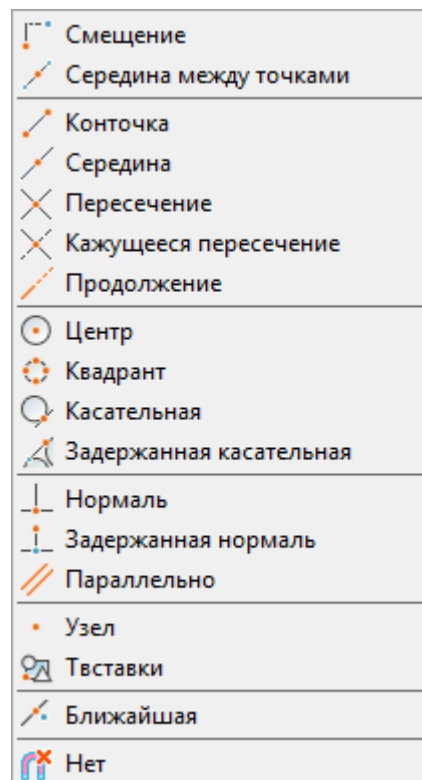 Смещение
Середина между точками
Конточка
Середина
Пересечение
Кажущееся пересечение
Продолжение
Центр
Квадрант
Касательная
Задержанная касательная
Нормаль
Задержанная нормаль
Параллельно
Узел
Твставки
Ближайшая
Нет